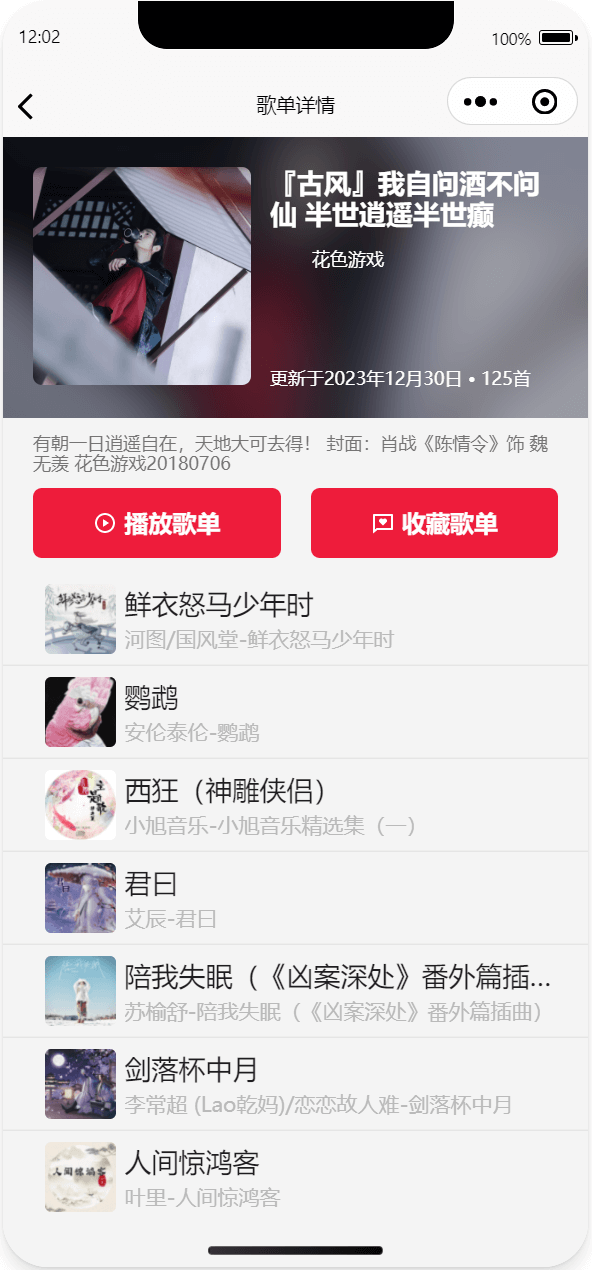 12:02
100%
歌单详情
『古风』我自问酒不问
仙 半世逍遥半世癫
花色游戏
更新于2023年12月30日 • 125首
有朝一日逍遥自在，天地大可去得！ 封面：肖战《陈情令》饰 魏
无羡 花色游戏20180706
播放歌单
收藏歌单
鲜衣怒马少年时
河图/国风堂-鲜衣怒马少年时
鹦鹉
安伦泰伦-鹦鹉
西狂（神雕侠侣）
小旭音乐-小旭音乐精选集（一）
君曰
艾辰-君曰
陪我失眠（《凶案深处》番外篇插...
苏榆舒-陪我失眠（《凶案深处》番外篇插曲）
剑落杯中月
李常超 (Lao乾妈)/恋恋故人难-剑落杯中月
人间惊鸿客
人间惊鸿客
叶里-人间惊鸿客